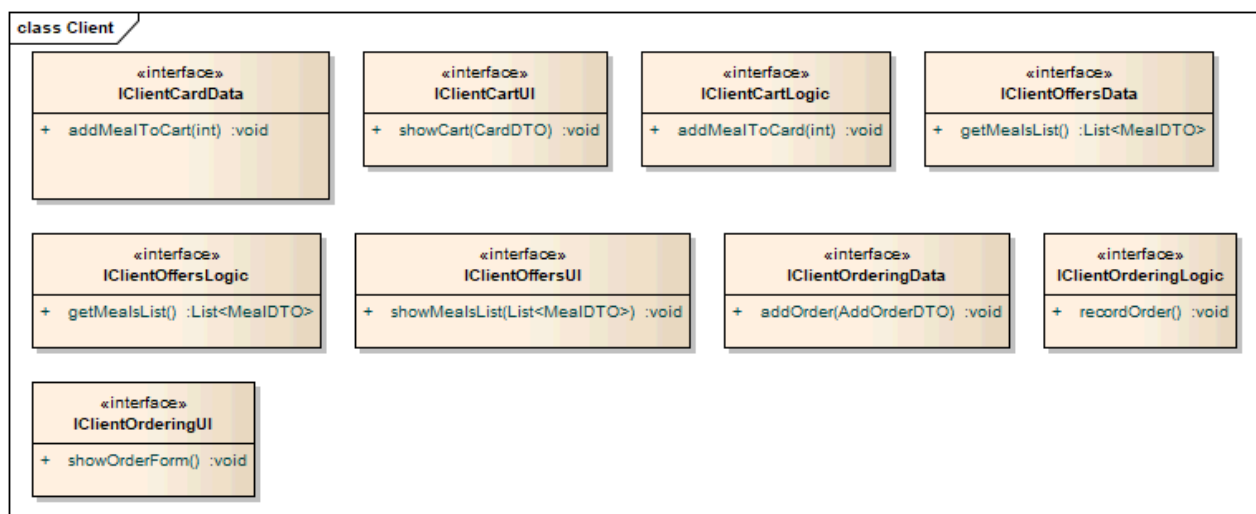 class Client
«interface»
IClientCardData
+ addMealToCart(int) :void
«interface»
IClientCartUI
+ showCart(CardDTO) :void
«interface»
IClientCartLogic
+ addMealToCard(int) :void
«interface»
IClientOffersData
+ getMealsList() :List<MealDTO>
«interface»
IClientOffersLogic
+ getMealsList() :List<MealDTO>
«interface»
IClientOffersUI
+ showMealsList(List<MealDTO>) :void
«interface»
IClientOrderingData
+ addOrder(AddOrderDTO) :void
«interface»
IClientOrderingLogic
+ recordOrder() :void
«interface»
IClientOrderingUI
+ showOrderForm() :void